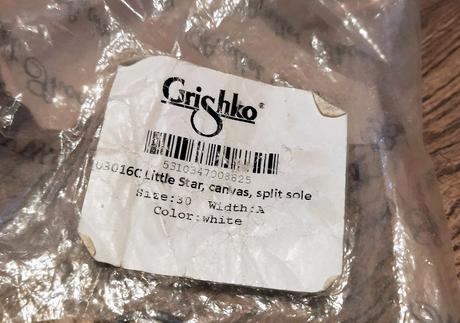 Grishko®
5310347008825
03016C Little Star, canvas, split sole
Size:30 Width:A
Color:white